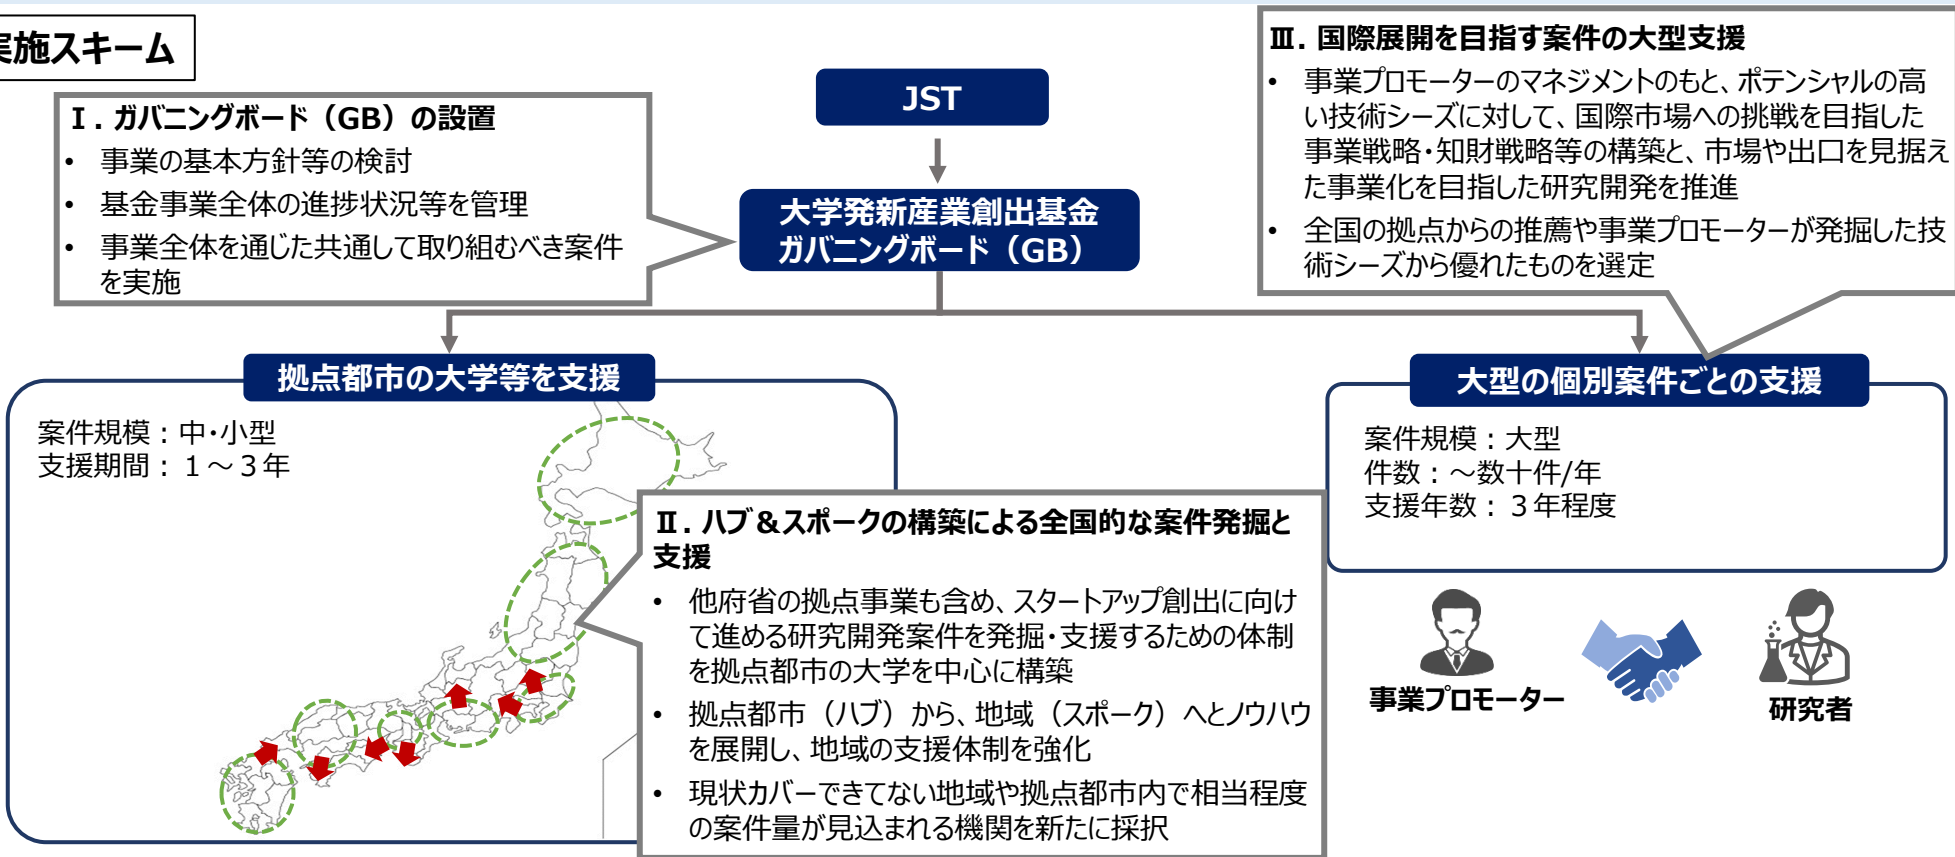 実施スキーム
Ⅰ. ガバニングボード（GB）の設置
• 事業の基本方針等の検討
• 基金事業全体の進捗状況等を管理
• 事業全体を通じた共通して取り組むべき案件
を実施
JST
大学発新産業創出基金
ガバニングボード（GB）
Ⅲ. 国際展開を目指す案件の大型支援
• 事業プロモーターのマネジメントのもと、ポテンシャルの高
い技術シーズに対して、国際市場への挑戦を目指した
事業戦略・知財戦略等の構築と、市場や出口を見据え
た事業化を目指した研究開発を推進
• 全国の拠点からの推薦や事業プロモーターが発掘した技
術シーズから優れたものを選定
拠点都市の大学等を支援
案件規模：中・小型
支援期間：１～３年
Ⅱ. ハブ＆スポークの構築による全国的な案件発掘と
支援
• 他府省の拠点事業も含め、スタートアップ創出に向け
て進める研究開発案件を発掘・支援するための体制
を拠点都市の大学を中心に構築
• 拠点都市（ハブ）から、地域（スポーク）へとノウハウ
を展開し、地域の支援体制を強化
• 現状カバーできてない地域や拠点都市内で相当程度
の案件量が見込まれる機関を新たに採択
大型の個別案件ごとの支援
案件規模：大型
件数：～数十件/年
支援年数：３年程度
事業プロモーター
研究者